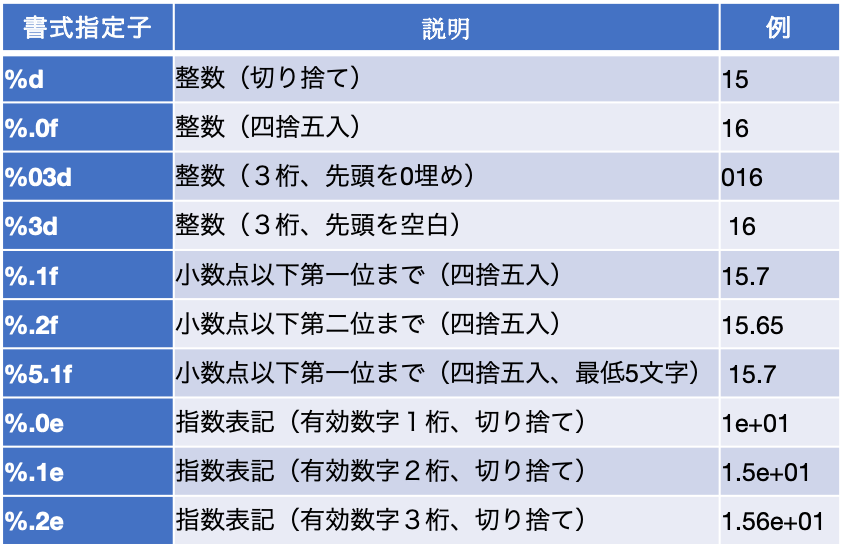 書式指定子 説明 例
%d 整数（切り捨て） 15
%.0f 整数（四捨五入） 16
%03d 整数（３桁、先頭を0埋め） 016
%3d 整数（３桁、先頭を空白） 16
%.1f 小数点以下第一位まで（四捨五入） 15.7
%.2f 小数点以下第二位まで（四捨五入） 15.65
%5.1f 小数点以下第一位まで（四捨五入、最低5文字） 15.7
%.0e 指数表記（有効数字１桁、切り捨て） 1e+01
%.1e 指数表記（有効数字２桁、切り捨て） 1.5e+01
%.2e 指数表記（有効数字３桁、切り捨て） 1.56e+01